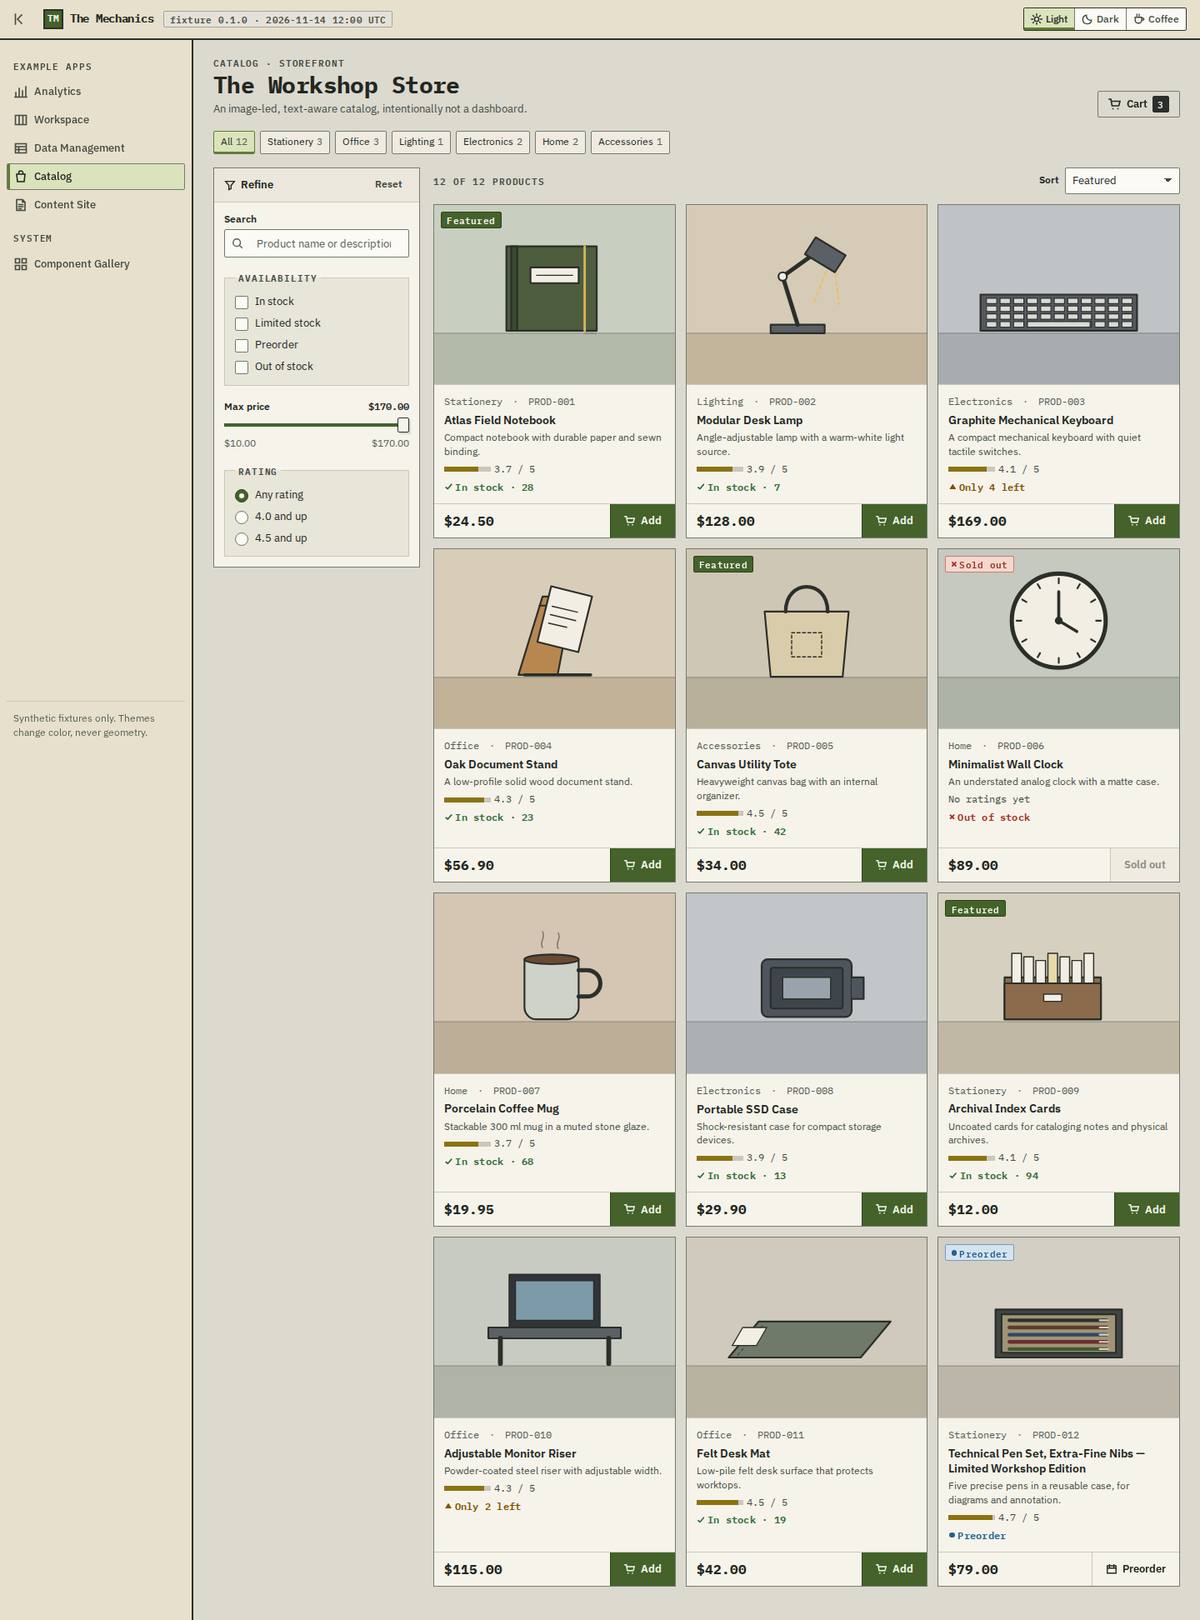 TM The Mechanics fixture 0.1.0 · 2026-11-14 12:00 UTC Light Dark Coffee
EXAMPLE APPS
Analytics
Workspace
Data Management
Catalog
Content Site
SYSTEM
Component Gallery
Synthetic fixtures only. Themes
change color, never geometry.
CATALOG · STOREFRONT
The Workshop Store
An image-led, text-aware catalog, intentionally not a dashboard.
Cart 3
All 12 Stationery 3 Office 3 Lighting 1 Electronics 2 Home 2 Accessories 1
Refine Reset
Search
Product name or description
AVAILABILITY
In stock
Limited stock
Preorder
Out of stock
Max price $170.00
$10.00 $170.00
RATING
Any rating
4.0 and up
4.5 and up
12 OF 12 PRODUCTS
Sort Featured
Featured
Stationery · PROD-001
Atlas Field Notebook
Compact notebook with durable paper and sewn
binding.
3.7 / 5
In stock · 28
$24.50 Add
Lighting · PROD-002
Modular Desk Lamp
Angle-adjustable lamp with a warm-white light
source.
3.9 / 5
In stock · 7
$128.00 Add
Electronics · PROD-003
Graphite Mechanical Keyboard
A compact mechanical keyboard with quiet
tactile switches.
4.1 / 5
Only 4 left
$169.00 Add
Office · PROD-004
Oak Document Stand
A low-profile solid wood document stand.
4.3 / 5
In stock · 23
$56.90 Add
Featured
Accessories · PROD-005
Canvas Utility Tote
Heavyweight canvas bag with an internal
organizer.
4.5 / 5
In stock · 42
$34.00 Add
Sold out
Home · PROD-006
Minimalist Wall Clock
An understated analog clock with a matte case.
No ratings yet
Out of stock
$89.00 Sold out
Home · PROD-007
Porcelain Coffee Mug
Stackable 300 ml mug in a muted stone glaze.
3.7 / 5
In stock · 68
$19.95 Add
Electronics · PROD-008
Portable SSD Case
Shock-resistant case for compact storage
devices.
3.9 / 5
In stock · 13
$29.90 Add
Featured
Stationery · PROD-009
Archival Index Cards
Uncoated cards for cataloging notes and physical
archives.
4.1 / 5
In stock · 94
$12.00 Add
Office · PROD-010
Adjustable Monitor Riser
Powder-coated steel riser with adjustable width.
4.3 / 5
Only 2 left
$115.00 Add
Office · PROD-011
Felt Desk Mat
Low-pile felt desk surface that protects
worktops.
4.5 / 5
In stock · 19
$42.00 Add
Preorder
Stationery · PROD-012
Technical Pen Set, Extra-Fine Nibs —
Limited Workshop Edition
Five precise pens in a reusable case, for
diagrams and annotation.
4.7 / 5
Preorder
$79.00 Preorder